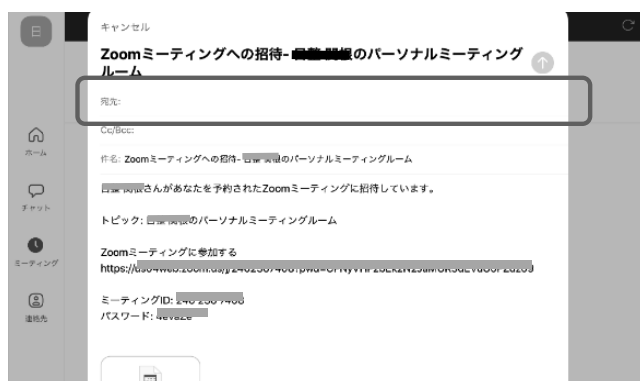 キャンセル
Zoomミーティングへの招待-のパーソナルミーティング
ルーム
宛先:
Cc/Bcc:
件名: Zoomミーティングへの招待-のパーソナルミーティングルーム
さんがあなたを予約されたZoomミーティングに招待しています。
トピック: のパーソナルミーティングルーム
Zoomミーティングに参加する
https://
ミーティングID:
パスワード:
ホーム
チャット
ミーティング
連絡先